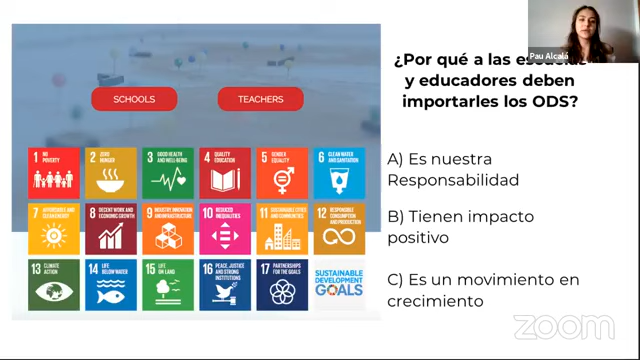 Pau Alcalá
¿Por qué a las
y educadores deben
importarles los ODS?
SCHOOLS
TEACHERS
1 NO POVERTY
2 ZERO HUNGER
3 GOOD HEALTH AND WELL-BEING
4 QUALITY EDUCATION
5 GENDER EQUALITY
6 CLEAN WATER AND SANITATION
7 AFFORDABLE AND CLEAN ENERGY
8 DECENT WORK AND ECONOMIC GROWTH
9 INDUSTRY, INNOVATION AND INFRASTRUCTURE
10 REDUCED INEQUALITIES
11 SUSTAINABLE CITIES AND COMMUNITIES
12 RESPONSIBLE CONSUMPTION AND PRODUCTION
13 CLIMATE ACTION
14 LIFE BELOW WATER
15 LIFE ON LAND
16 PEACE, JUSTICE AND STRONG INSTITUTIONS
17 PARTNERSHIPS FOR THE GOALS
SUSTAINABLE
DEVELOPMENT
GOALS
A) Es nuestra
Responsabilidad
B) Tienen impacto
positivo
C) Es un movimiento en
crecimiento
zoom